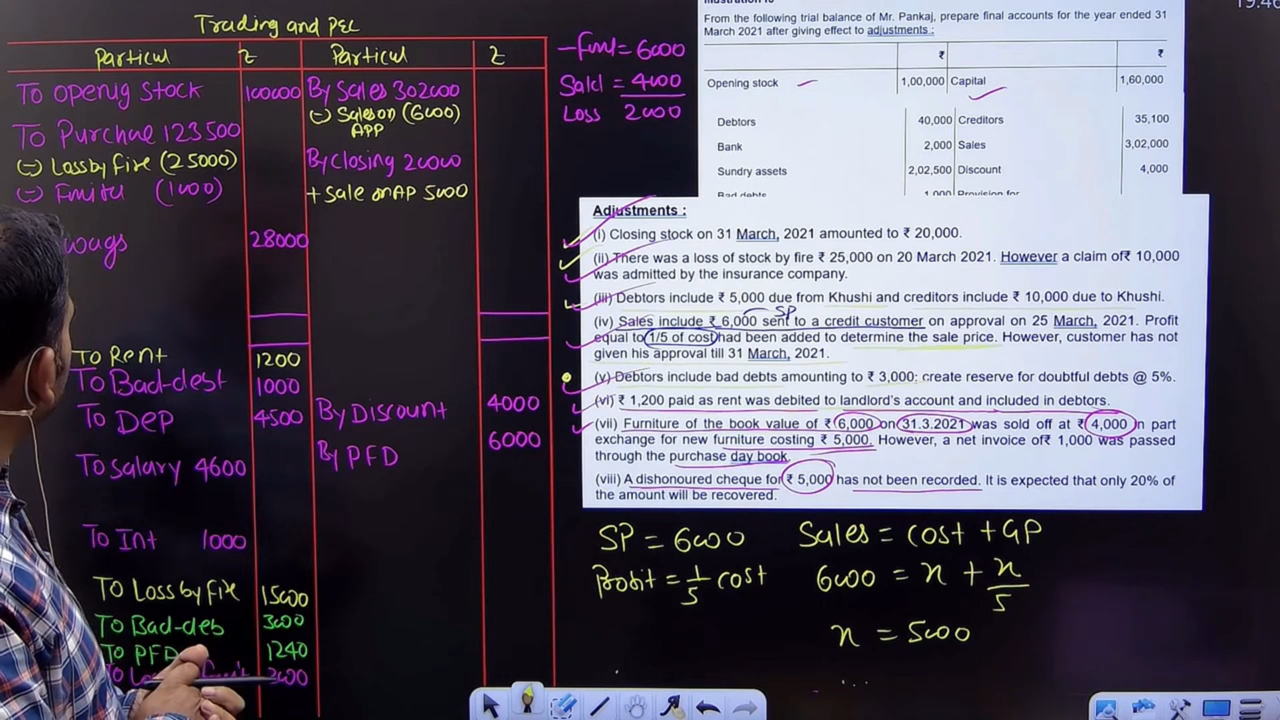 Trading and P&L
Particul ₹ Particul ₹
To Openig Stock 100000 By Sales 302000
(-) Sales on (6000)
APP
To Purchae 123500
(-) Loss by fire (25000) By closing 20000
(-) Furnitu (1000) + Sale on AP 5000
wags 28000
To Rent 1200
To Bad-debt 1000
To Dep 4500 By Discount 4000
By PFD 6000
To Salary 4600
To Int 1000
To Loss by fire 15000
To Bad-deb 3000
To PFD 1240
2000
- Furn = 6000
Sald = 4000
Loss 2000
From the following trial balance of Mr. Pankaj, prepare final accounts for the year ended 31
March 2021 after giving effect to adjustments :
₹ ₹
Opening stock 1,00,000 Capital 1,60,000
Debtors 40,000 Creditors 35,100
Bank 2,000 Sales 3,02,000
Sundry assets 2,02,500 Discount 4,000
Bad debts 1,000 Provision for
Adjustments :
(i) Closing stock on 31 March, 2021 amounted to ₹ 20,000.
(ii) There was a loss of stock by fire ₹ 25,000 on 20 March 2021. However a claim of₹ 10,000
was admitted by the insurance company.
(iii) Debtors include ₹ 5,000 due from Khushi and creditors include ₹ 10,000 due to Khushi.
SP
(iv) Sales include ₹ 6,000 sent to a credit customer on approval on 25 March, 2021. Profit
equal to 1/5 of cost had been added to determine the sale price. However, customer has not
given his approval till 31 March, 2021.
(v) Debtors include bad debts amounting to ₹ 3,000; create reserve for doubtful debts @ 5%.
(vi) ₹ 1,200 paid as rent was debited to landlord's account and included in debtors.
(vii) Furniture of the book value of ₹ 6,000 on 31.3.2021 was sold off at ₹ 4,000 in part
exchange for new furniture costing ₹ 5,000. However, a net invoice of₹ 1,000 was passed
through the purchase day book.
(viii) A dishonoured cheque for ₹ 5,000 has not been recorded. It is expected that only 20% of
the amount will be recovered.
SP = 6000
Profit = 1/5 cost
Sales = Cost + GP
6000 = x + x/5
x = 5000